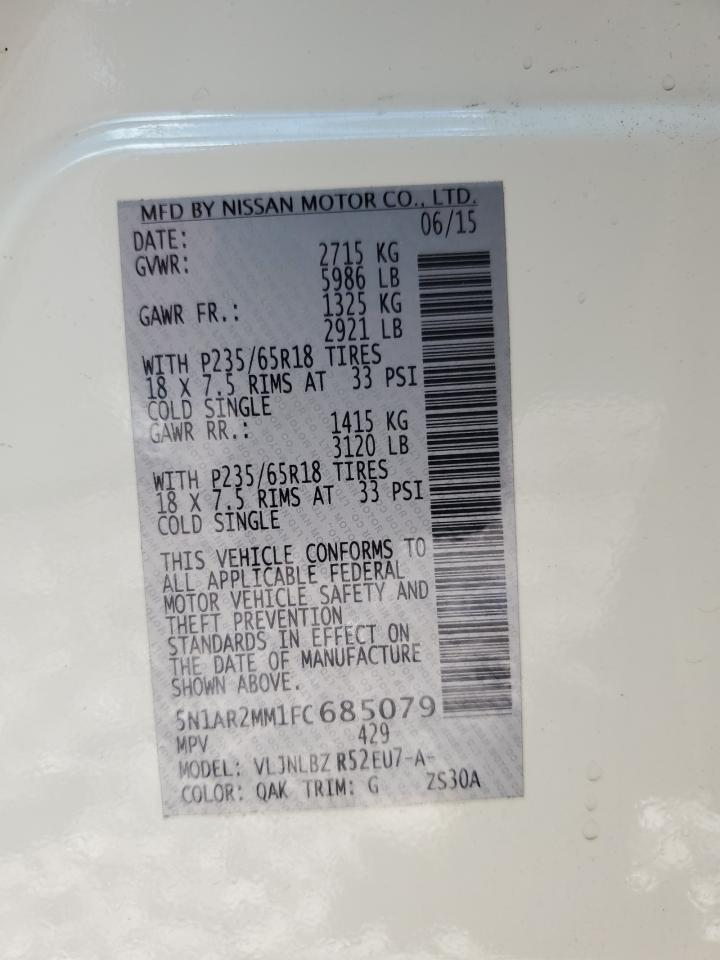 MFD BY NISSAN MOTOR CO., LTD.
DATE: 06/15
GVWR: 2715 KG
5986 LB
GAWR FR.: 1325 KG
2921 LB
WITH P235/65R18 TIRES
18 X 7.5 RIMS AT 33 PSI
COLD SINGLE
GAWR RR.: 1415 KG
3120 LB
WITH P235/65R18 TIRES
18 X 7.5 RIMS AT 33 PSI
COLD SINGLE
THIS VEHICLE CONFORMS TO
ALL APPLICABLE FEDERAL
MOTOR VEHICLE SAFETY AND
THEFT PREVENTION
STANDARDS IN EFFECT ON
THE DATE OF MANUFACTURE
SHOWN ABOVE.
5N1AR2MM1FC685079
MPV 429
MODEL: VLJNLBZ R52EU7-A-
COLOR: QAK TRIM: G ZS30A